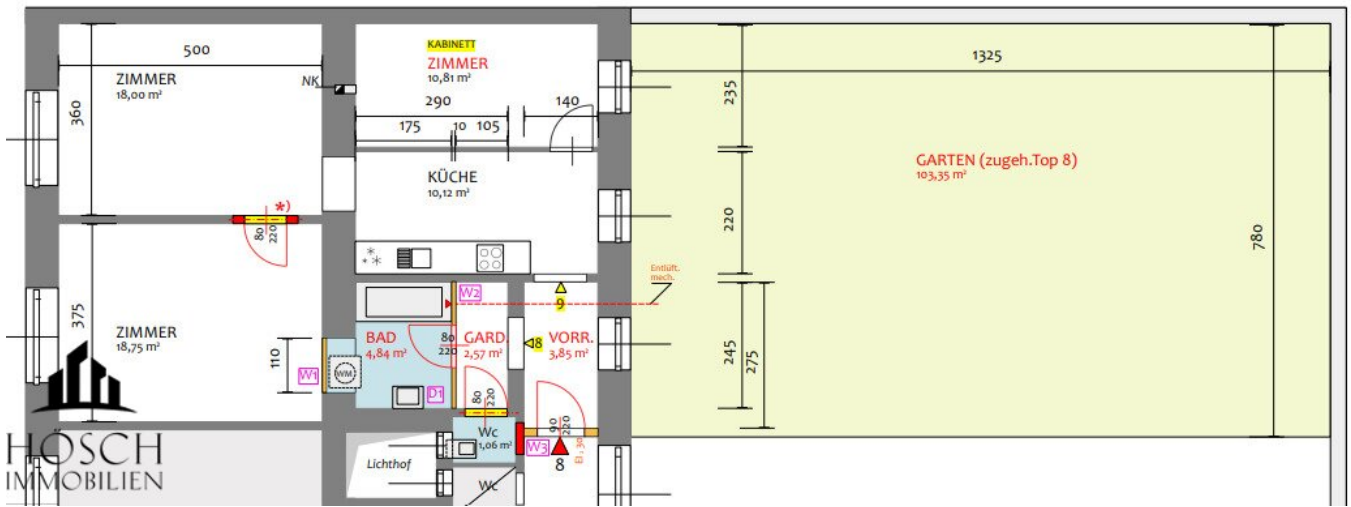 500
ZIMMER
18,00 m²
360
NK
KABINETT
ZIMMER
10,81 m²
290
140
175
10
105
235
1325
KÜCHE
10,12 m²
GARTEN (zugeh.Top 8)
103,35 m²
220
780
*)
80
220
**
*
Entlüft.
mech.
375
ZIMMER
18,75 m²
110
W1
WM
BAD
4,84 m²
D1
W2
80
220
GARD.
2,57 m²
80
220
8
9
VORR.
3,85 m²
245
275
90
220
EI₂30
Wc
1,06 m²
W3
8
Lichthof
Wc
HÖSCH
IMMOBILIEN